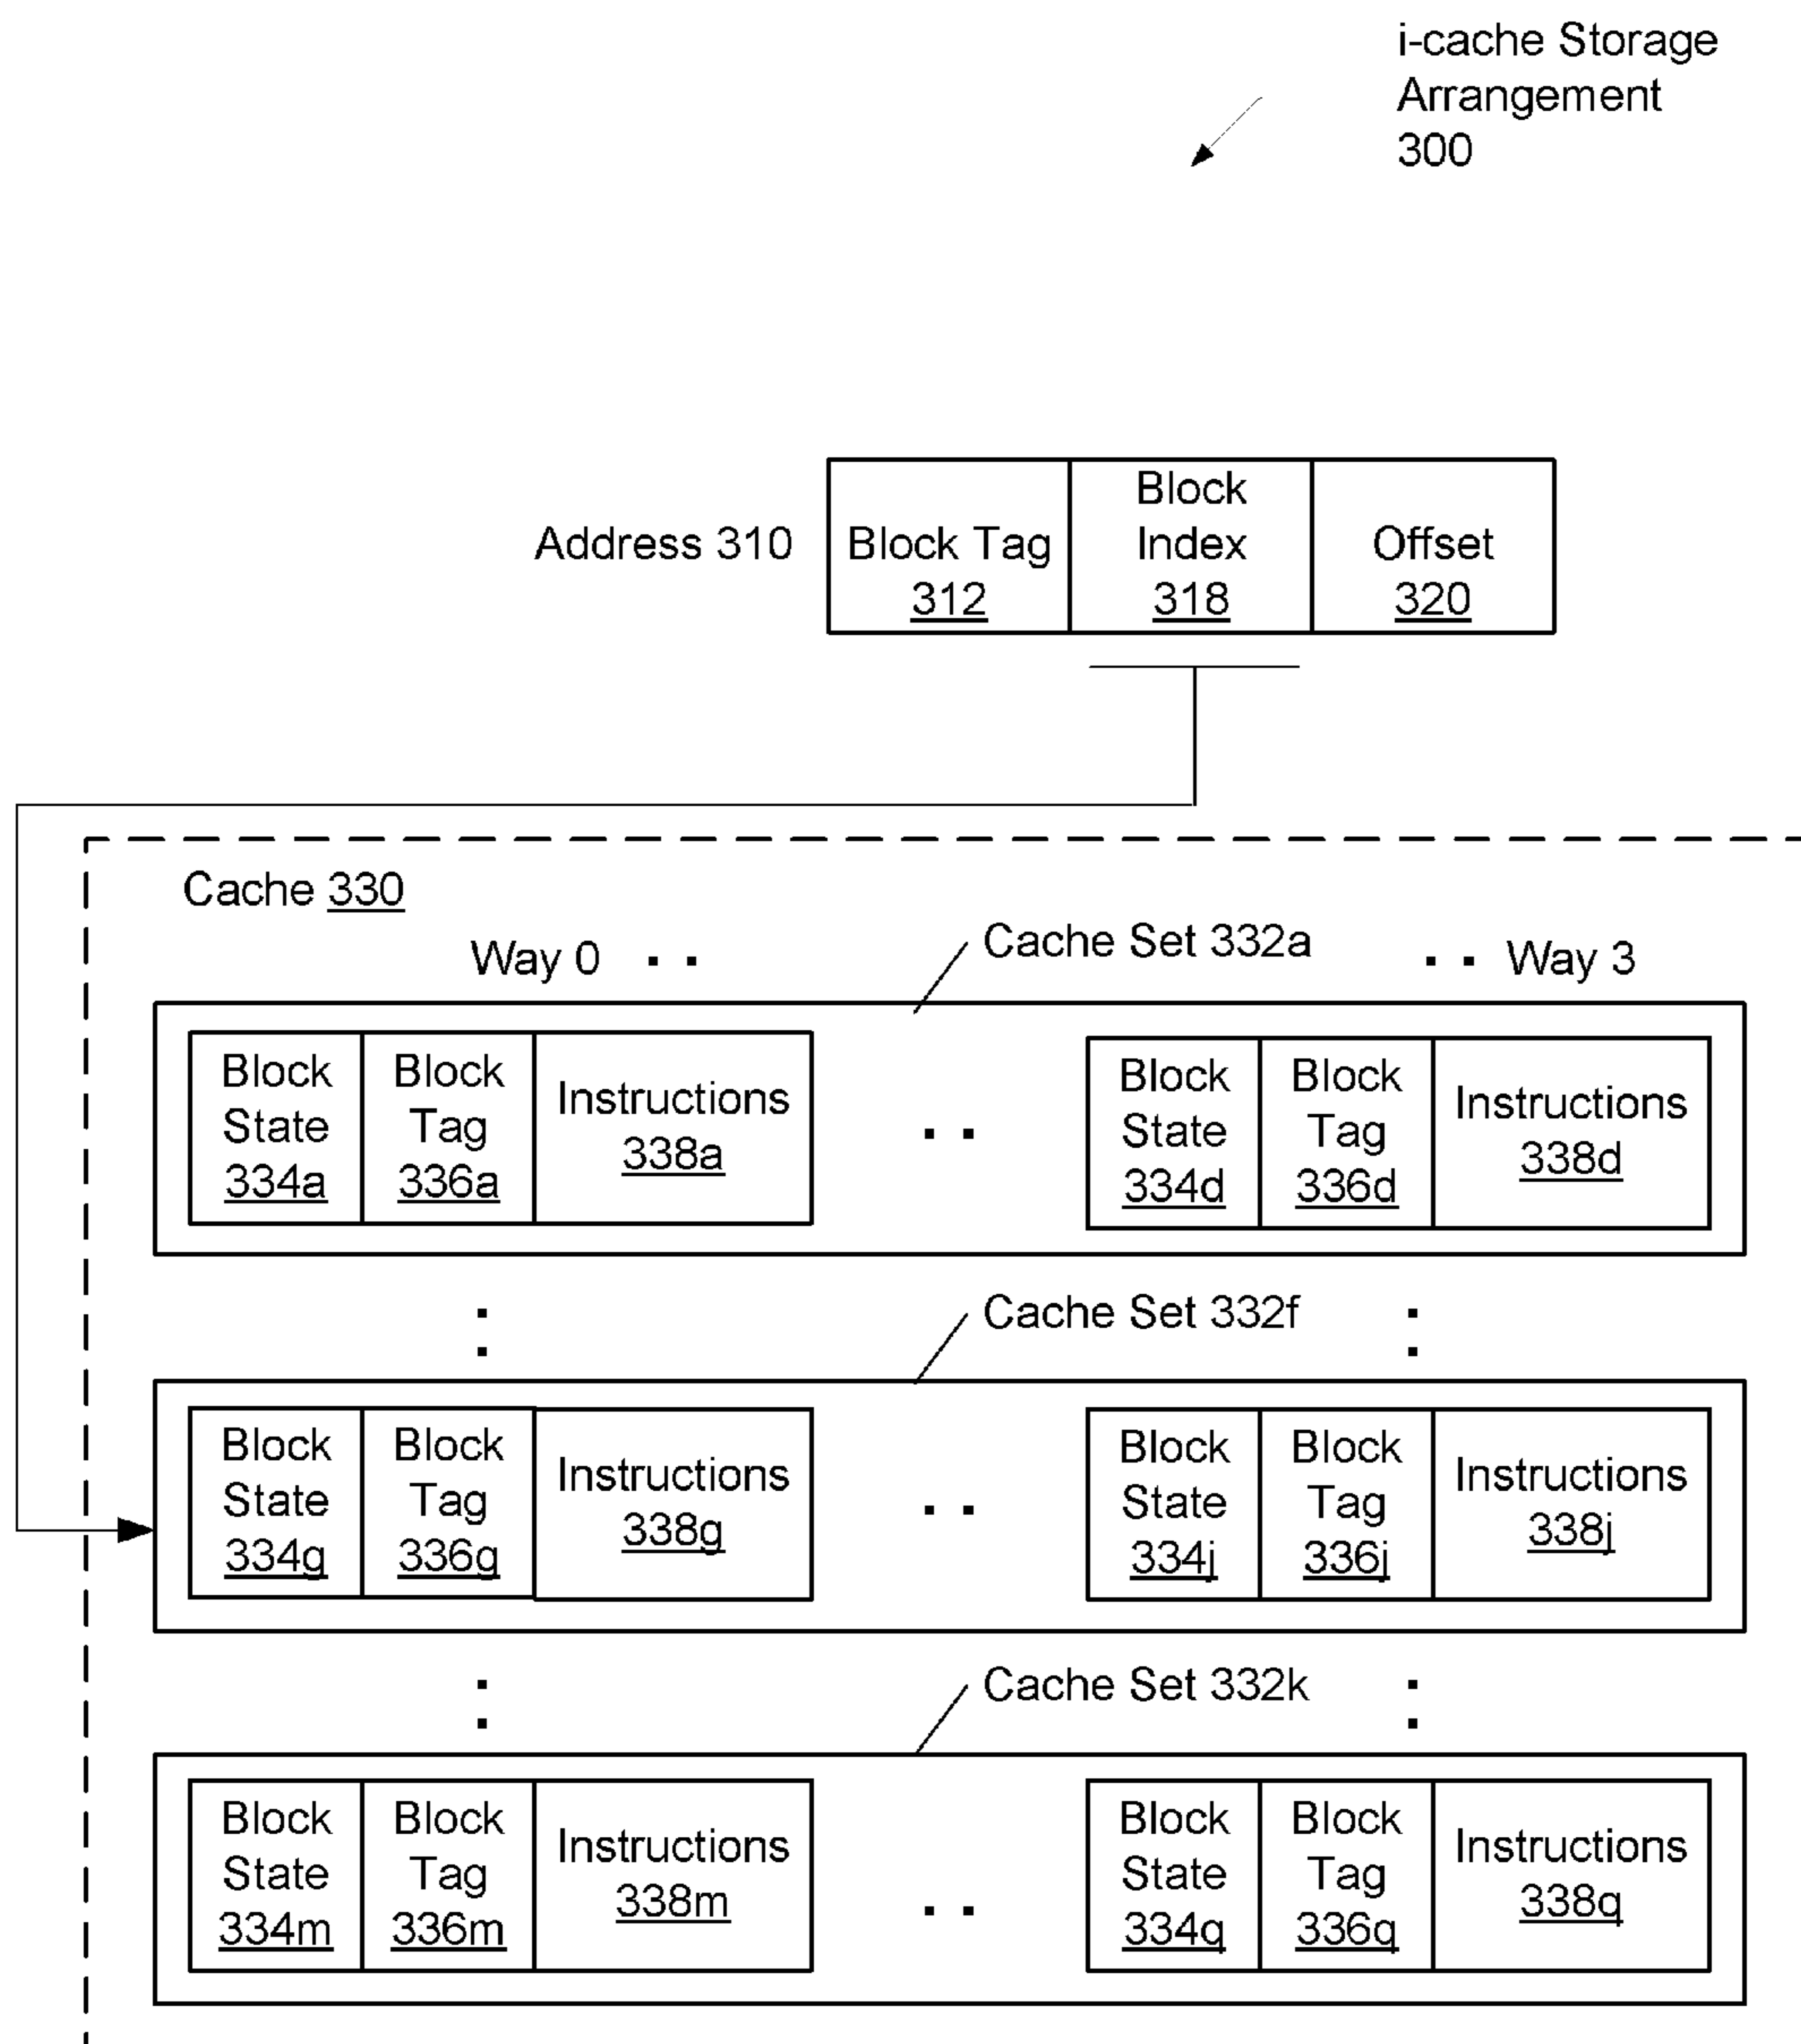 i-cache Storage
Arrangement
300
Address 310
Block Tag
312
Block
Index
318
Offset
320
Cache 330
Way 0 . .
Cache Set 332a
. . Way 3
Block
State
334a
Block
Tag
336a
Instructions
338a
. .
Block
State
334d
Block
Tag
336d
Instructions
338d
Cache Set 332f
Block
State
334g
Block
Tag
336g
Instructions
338g
. .
Block
State
334j
Block
Tag
336j
Instructions
338j
Cache Set 332k
Block
State
334m
Block
Tag
336m
Instructions
338m
. .
Block
State
334q
Block
Tag
336q
Instructions
338q